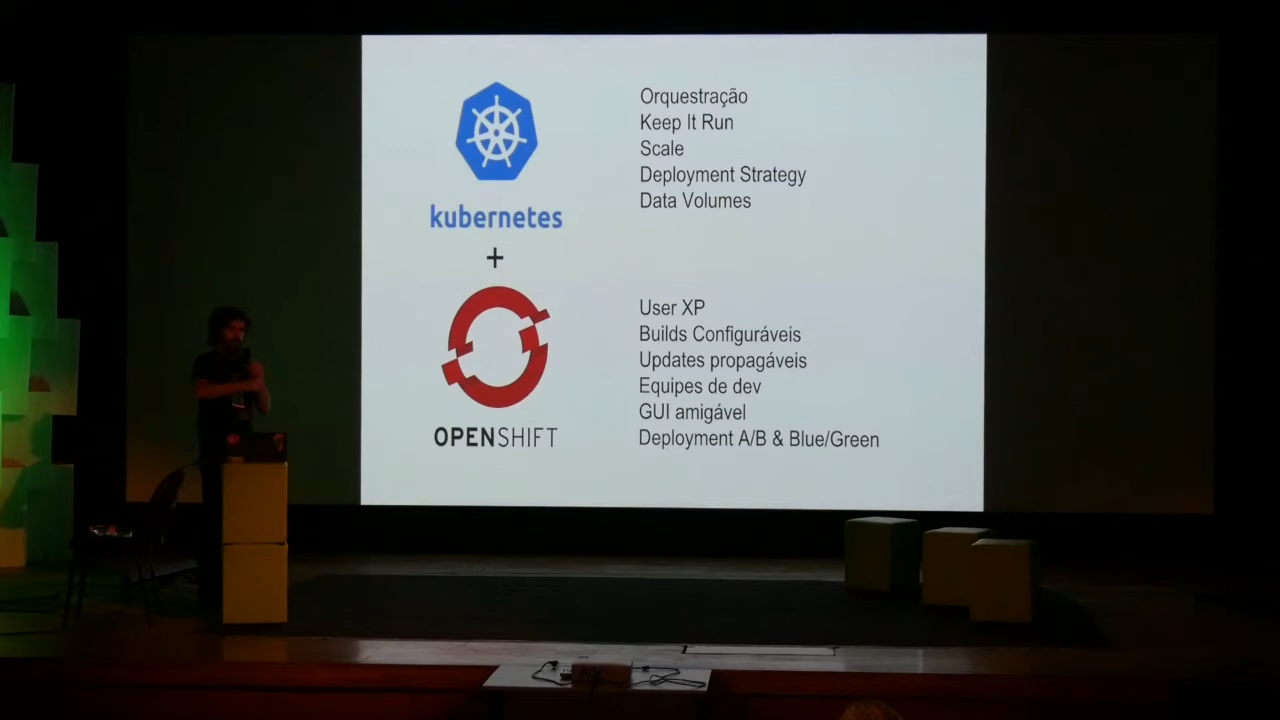 kubernetes
Orquestração
Keep It Run
Scale
Deployment Strategy
Data Volumes
+
OPENSHIFT
User XP
Builds Configuráveis
Updates propagáveis
Equipes de dev
GUI amigável
Deployment A/B & Blue/Green